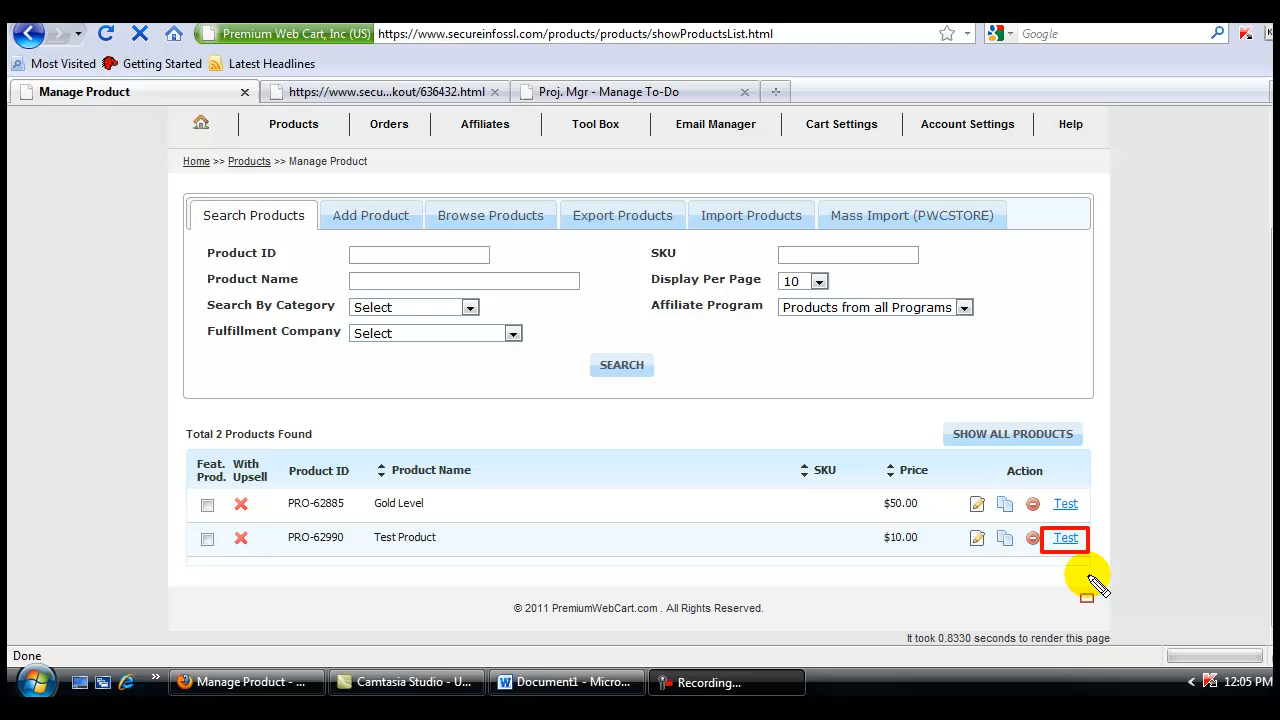 Premium Web Cart, Inc (US) https://www.secureinfossl.com/products/products/showProductsList.html Google
Most Visited Getting Started Latest Headlines
Manage Product https://www.secu...kout/636432.html Proj. Mgr - Manage To-Do
Products Orders Affiliates Tool Box Email Manager Cart Settings Account Settings Help
Home >> Products >> Manage Product
Search Products Add Product Browse Products Export Products Import Products Mass Import (PWCSTORE)
Product ID SKU
Product Name Display Per Page 10
Search By Category Select Affiliate Program Products from all Programs
Fulfillment Company Select
SEARCH
Total 2 Products Found SHOW ALL PRODUCTS
Feat. Prod. With Upsell Product ID Product Name SKU Price Action
PRO-62885 Gold Level $50.00 Test
PRO-62990 Test Product $10.00 Test
© 2011 PremiumWebCart.com . All Rights Reserved.
It took 0.8330 seconds to render this page
Done
Manage Product - ... Camtasia Studio - U... Document1 - Micro... Recording... 12:05 PM